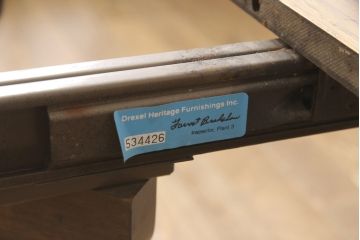 Drexel Heritage Furnishings Inc.
534426
Inspector, Plant 3